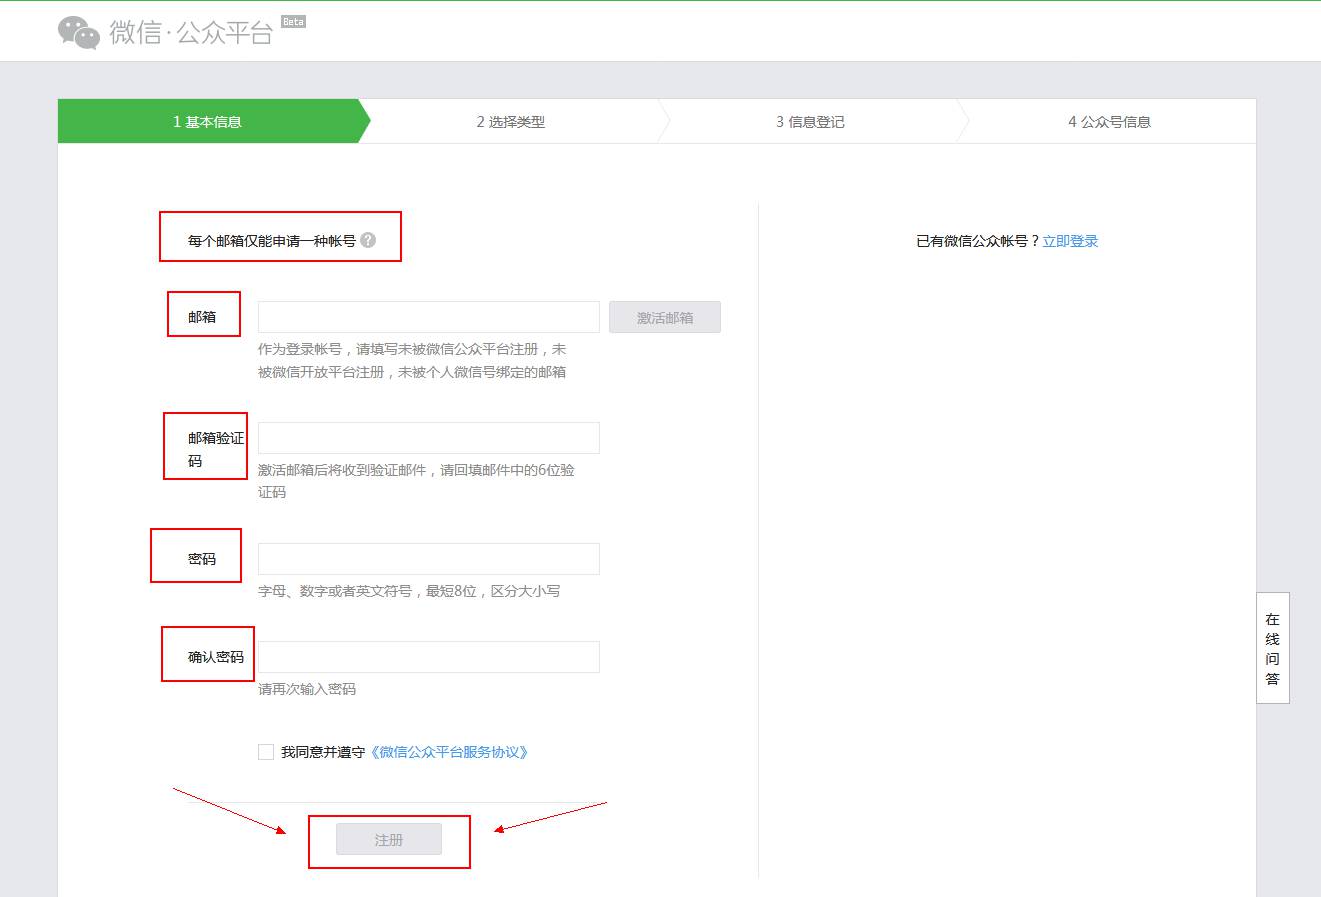 微信·公众平台 Beta
1 基本信息
2 选择类型
3 信息登记
4 公众号信息
每个邮箱仅能申请一种帐号 ?
已有微信公众帐号？立即登录
邮箱
激活邮箱
作为登录帐号，请填写未被微信公众平台注册，未
被微信开放平台注册，未被个人微信号绑定的邮箱
邮箱验证
码
激活邮箱后将收到验证邮件，请回填邮件中的6位验
证码
密码
字母、数字或者英文符号，最短8位，区分大小写
确认密码
请再次输入密码
我同意并遵守《微信公众平台服务协议》
注册
在
线
问
答